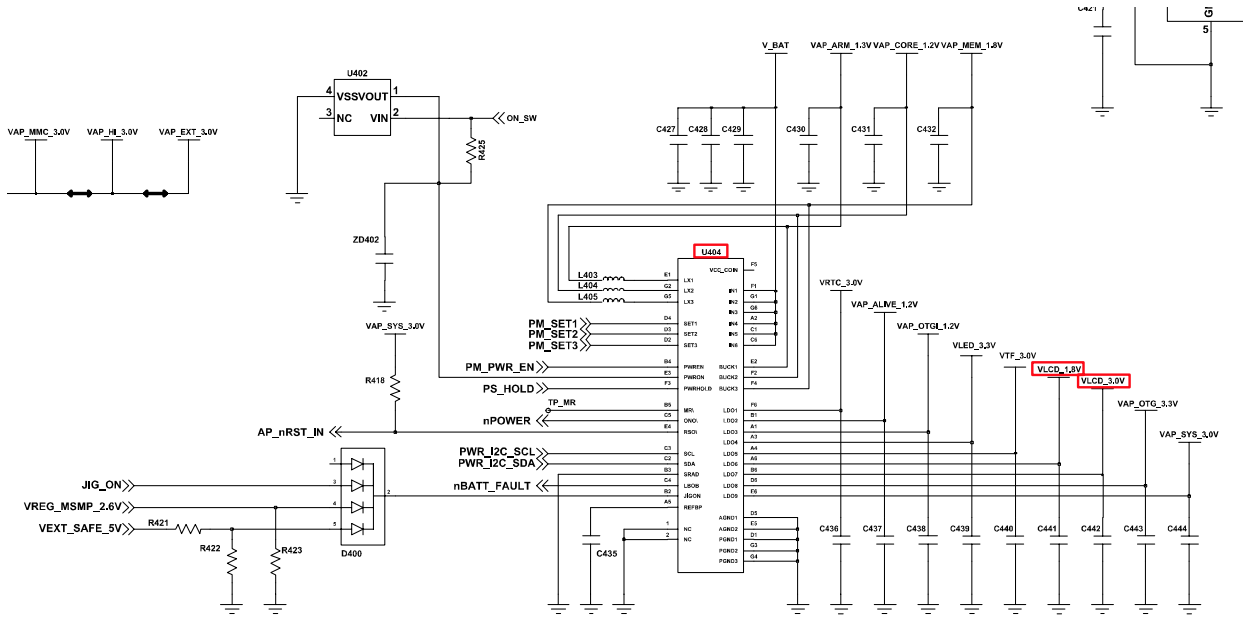 C421
GI
5
V_BAT
VAP_ARM_1.3V
VAP_CORE_1.2V
VAP_MEM_1.8V
U402
4 VSSVOUT 1
3 NC VIN 2
ON_SW
VAP_MMC_3.0V
VAP_HI_3.0V
VAP_EXT_3.0V
R425
C427
C428
C429
C430
C431
C432
ZD402
U404
VCC_COIN F5
L403 E1 LX1
L404 G2 LX2
L405 G5 LX3
IN1 F1
IN2 G1
IN3 G6
IN4 A2
IN5 C1
IN6 C6
VRTC_3.0V
VAP_ALIVE_1.2V
VAP_OTGI_1.2V
VLED_3.3V
VTF_3.0V
VLCD_1.8V
VLCD_3.0V
VAP_OTG_3.3V
VAP_SYS_3.0V
VAP_SYS_3.0V
R418
PM_SET1 D4 SET1
PM_SET2 D3 SET2
PM_SET3 D2 SET3
PM_PWR_EN B4 PWREN
E3 PWRON
PS_HOLD F3 PWRHOLD
BUCK1 E2
BUCK2 F2
BUCK3 F4
TP_MR B5 MR\
nPOWER C5 ONO\
AP_nRST_IN E4 RSO\
PWR_I2C_SCL C3 SCL
PWR_I2C_SDA C2 SDA
B3 SRAD
nBATT_FAULT C4 LBOB
B2 JIGON
A5 REFBP
1 NC
2 NC
LDO1 F6
LDO2 B1
LDO3 A1
LDO4 A3
LDO5 A4
LDO6 A6
LDO7 B6
LDO8 D6
LDO9 E6
AGND1 D5
AGND2 E5
PGND1 D1
PGND2 G3
PGND3 G4
JIG_ON
VREG_MSMP_2.6V
VEXT_SAFE_5V
R421
R422
R423
1
3
4
5
2
D400
C435
C436
C437
C438
C439
C440
C441
C442
C443
C444